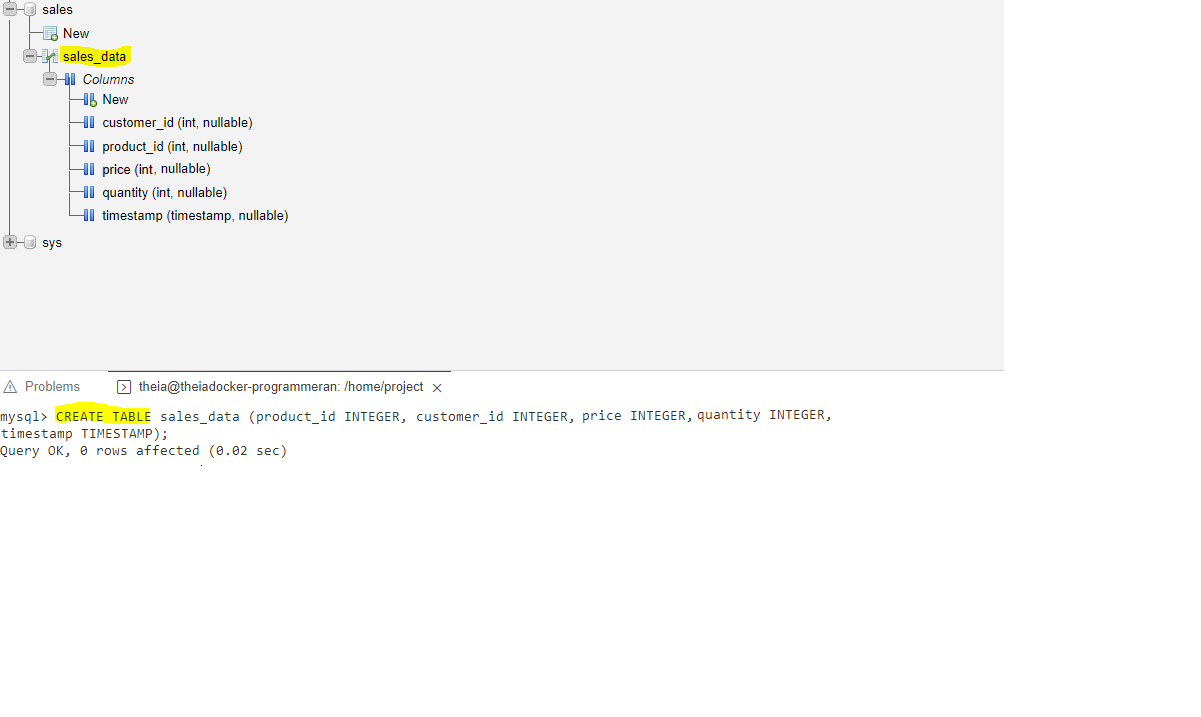 sales
New
sales_data
Columns
New
customer_id (int, nullable)
product_id (int, nullable)
price (int, nullable)
quantity (int, nullable)
timestamp (timestamp, nullable)
sys
Problems theia@theiadocker-programmeran: /home/project
mysql> CREATE TABLE sales_data (product_id INTEGER, customer_id INTEGER, price INTEGER, quantity INTEGER,
timestamp TIMESTAMP);
Query OK, 0 rows affected (0.02 sec)